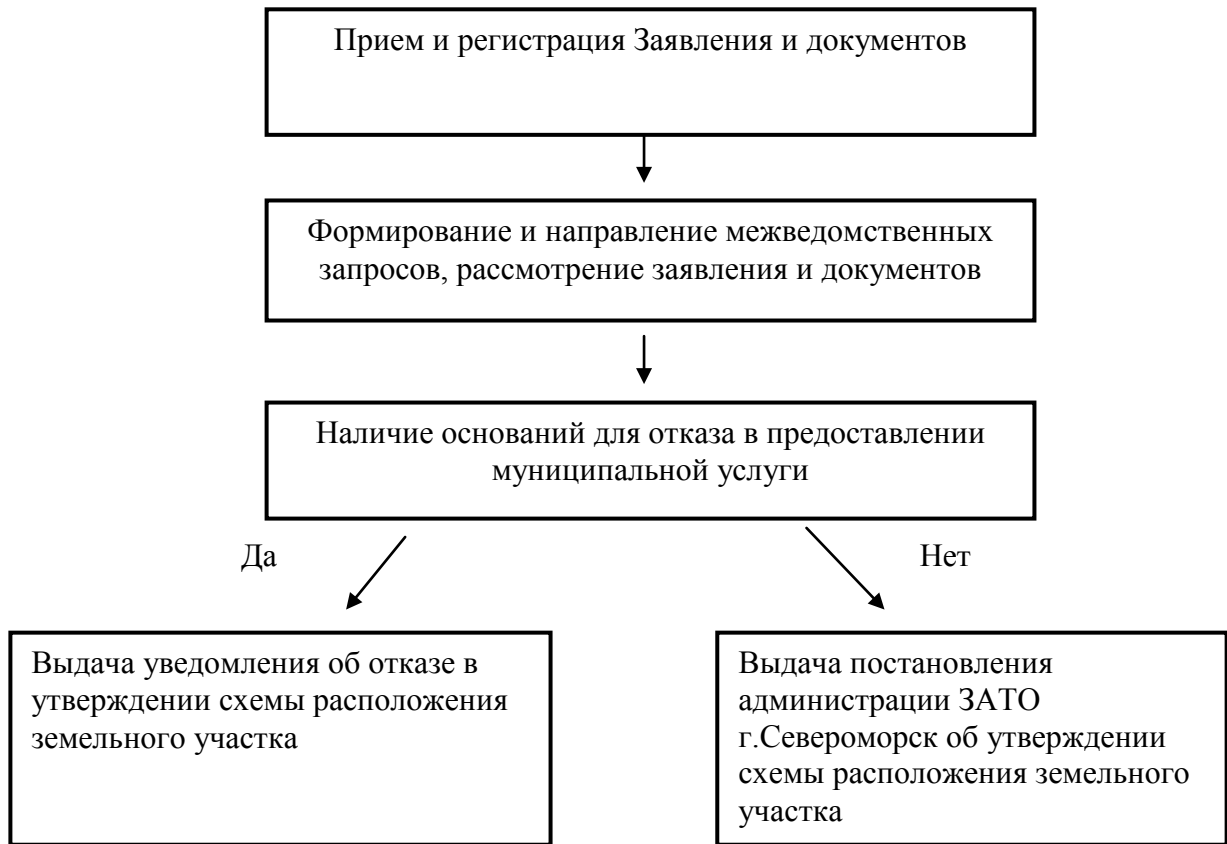 Прием и регистрация Заявления и документов
Формирование и направление межведомственных
запросов, рассмотрение заявления и документов
Наличие оснований для отказа в предоставлении
муниципальной услуги
Да
Нет
Выдача уведомления об отказе в
утверждении схемы расположения
земельного участка
Выдача постановления
администрации ЗАТО
г.Североморск об утверждении
схемы расположения земельного
участка